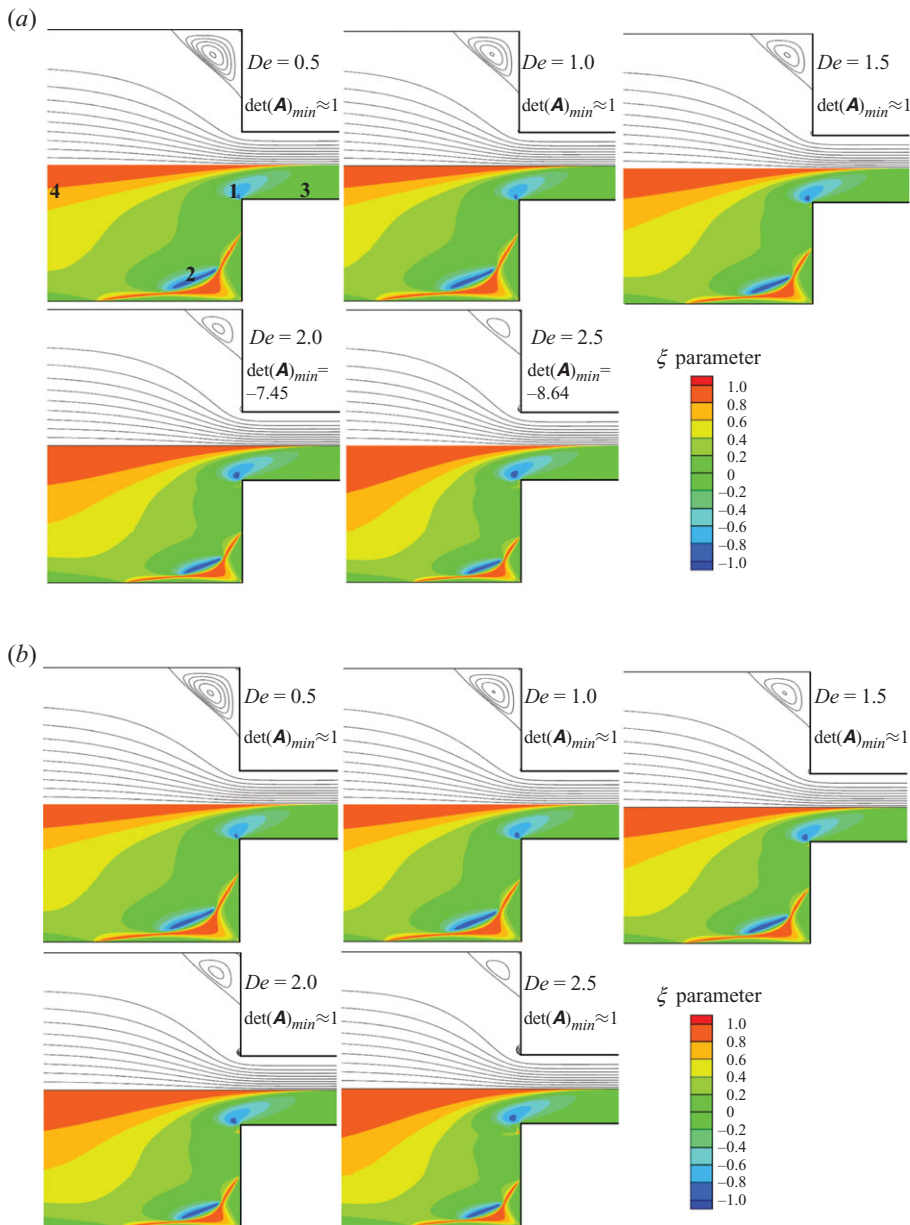 (a)
De = 0.5
det(A)min≈1
De = 1.0
det(A)min≈1
De = 1.5
det(A)min≈1
4
1
3
2
De = 2.0
det(A)min=
–7.45
De = 2.5
det(A)min=
–8.64
ξ parameter
1.0
0.8
0.6
0.4
0.2
0
–0.2
–0.4
–0.6
–0.8
–1.0
(b)
De = 0.5
det(A)min≈1
De = 1.0
det(A)min≈1
De = 1.5
det(A)min≈1
De = 2.0
det(A)min≈1
De = 2.5
det(A)min≈1
ξ parameter
1.0
0.8
0.6
0.4
0.2
0
–0.2
–0.4
–0.6
–0.8
–1.0